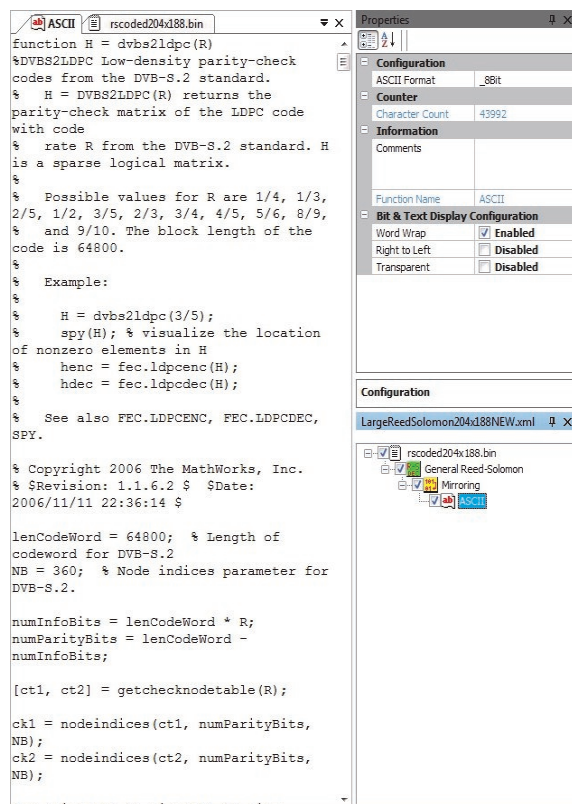 ASCII
rscoded204x188.bin
function H = dvbs2ldpc(R)
%DVBS2LDPC Low-density parity-check
codes from the DVB-S.2 standard.
%   H = DVBS2LDPC(R) returns the
parity-check matrix of the LDPC code
with code
%   rate R from the DVB-S.2 standard. H
is a sparse logical matrix.
%
%   Possible values for R are 1/4, 1/3,
2/5, 1/2, 3/5, 2/3, 3/4, 4/5, 5/6, 8/9,
%   and 9/10. The block length of the
code is 64800.
%
%   Example:
%
%     H = dvbs2ldpc(3/5);
%     spy(H); % visualize the location
of nonzero elements in H
%     henc = fec.ldpcenc(H);
%     hdec = fec.ldpcdec(H);
%
%   See also FEC.LDPCENC, FEC.LDPCDEC,
SPY.
% Copyright 2006 The MathWorks, Inc.
% $Revision: 1.1.6.2 $  $Date:
2006/11/11 22:36:14 $
lenCodeWord = 64800;  % Length of
codeword for DVB-S.2
NB = 360;  % Node indices parameter for
DVB-S.2.
numInfoBits = lenCodeWord * R;
numParityBits = lenCodeWord -
numInfoBits;
[ct1, ct2] = getchecknodetable(R);
ck1 = nodeindices(ct1, numParityBits,
NB);
ck2 = nodeindices(ct2, numParityBits,
NB);
Properties
Configuration
ASCII Format _8Bit
Counter
Character Count 43992
Information
Comments
Function Name ASCII
Bit & Text Display Configuration
Word Wrap Enabled
Right to Left Disabled
Transparent Disabled
Configuration
LargeReedSolomon204x188NEW.xml
rscoded204x188.bin
General Reed-Solomon
Mirroring
ASCII